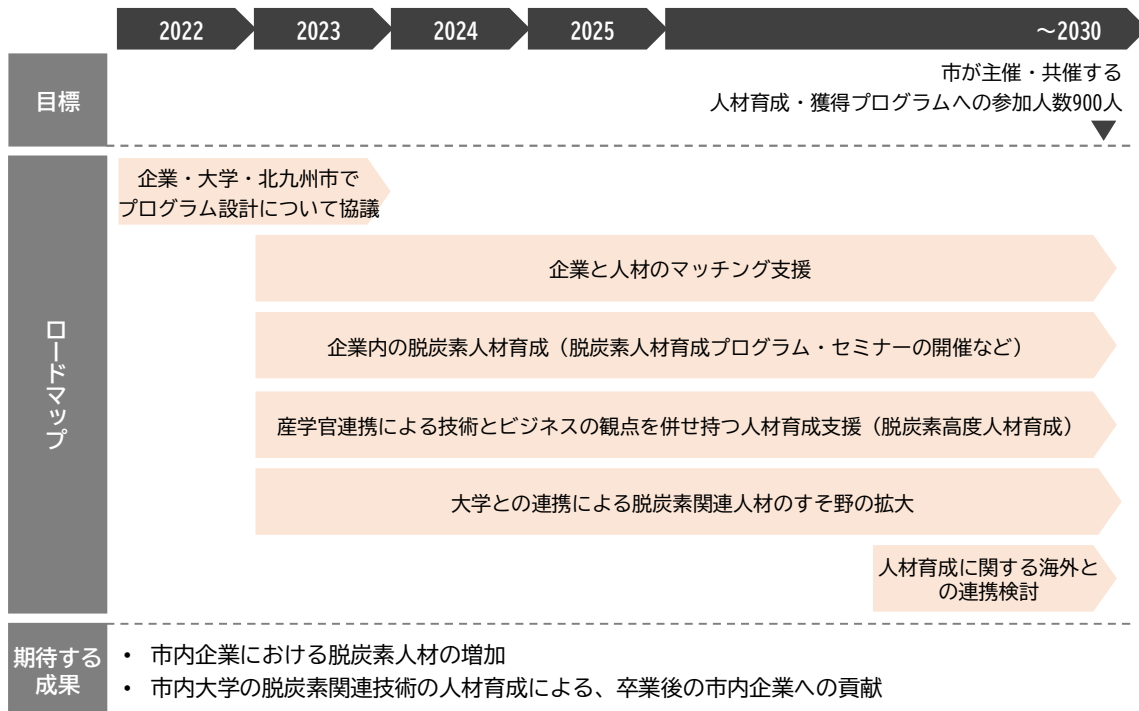 2022 2023 2024 2025 ～2030
目標
市が主催・共催する
人材育成・獲得プログラムへの参加人数900人
ロードマップ
企業・大学・北九州市で
プログラム設計について協議
企業と人材のマッチング支援
企業内の脱炭素人材育成（脱炭素人材育成プログラム・セミナーの開催など）
産学官連携による技術とビジネスの観点を併せ持つ人材育成支援（脱炭素高度人材育成）
大学との連携による脱炭素関連人材のすそ野の拡大
人材育成に関する海外と
の連携検討
期待する
成果
• 市内企業における脱炭素人材の増加
• 市内大学の脱炭素関連技術の人材育成による、卒業後の市内企業への貢献